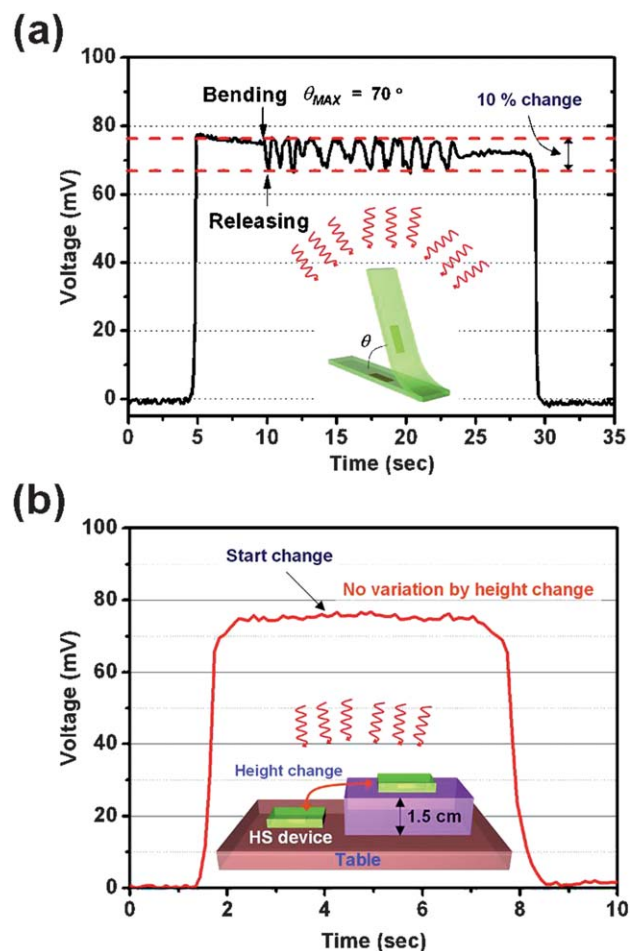 (a)
100
80
60
40
20
0
Voltage (mV)
Bending θMAX = 70 °
10 % change
Releasing
θ
0 5 10 15 20 25 30 35
Time (sec)
(b)
100
80
60
40
20
0
Voltage (mV)
Start change
No variation by height change
Height change
1.5 cm
HS device
Table
0 2 4 6 8 10
Time (sec)